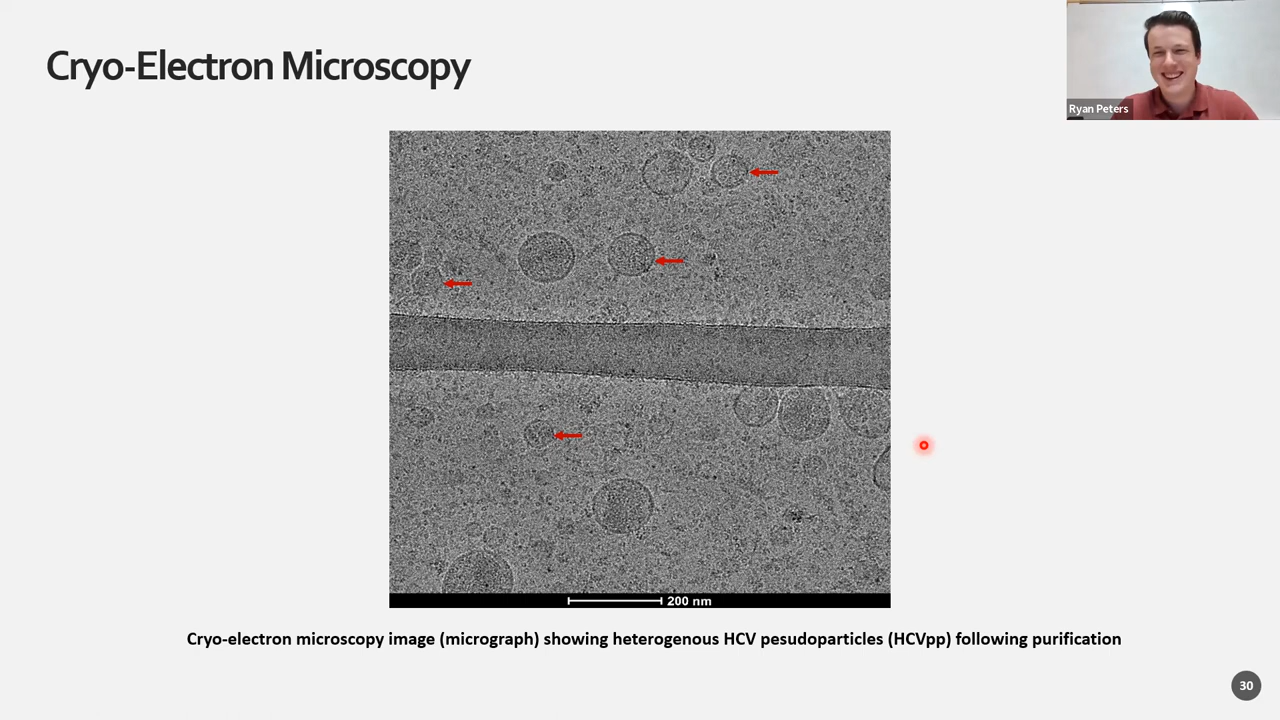 Cryo-Electron Microscopy
Ryan Peters
200 nm
Cryo-electron microscopy image (micrograph) showing heterogenous HCV pesudoparticles (HCVpp) following purification
30